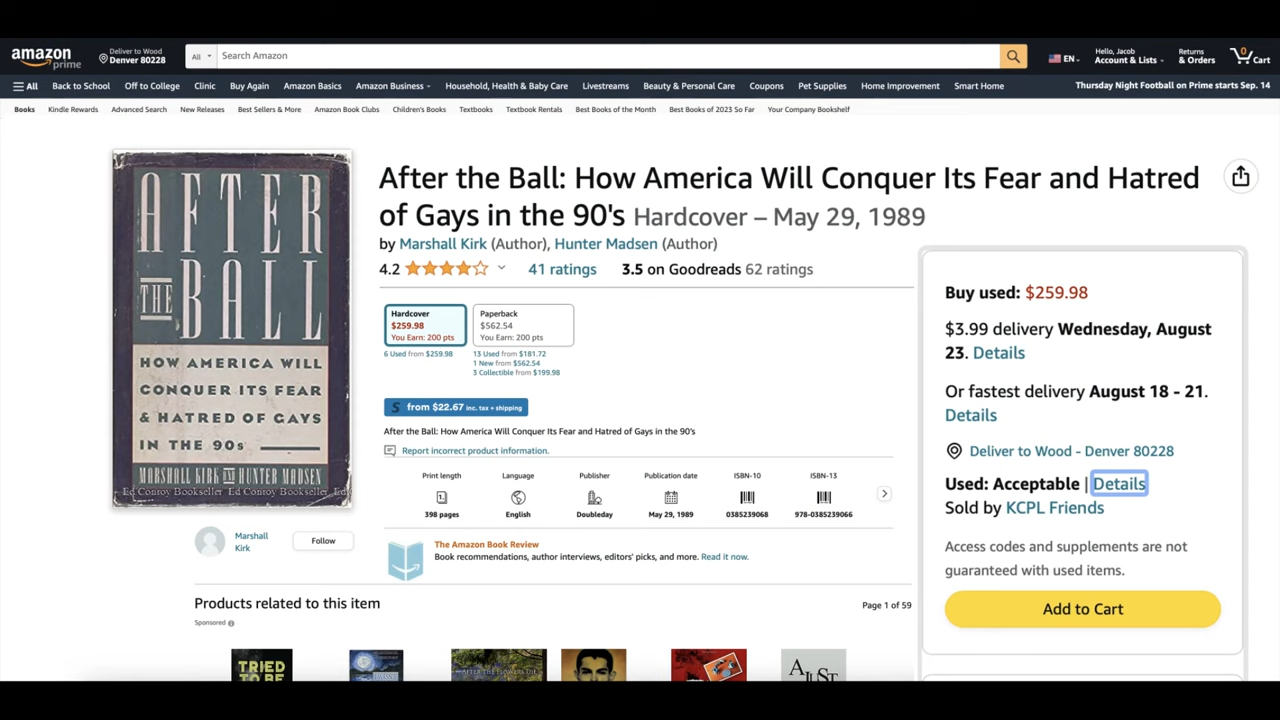 amazon prime
Deliver to Wood
Denver 80228
All
Search Amazon
EN
Hello, Jacob
Account & Lists
Returns
& Orders
0
Cart
All
Back to School
Off to College
Clinic
Buy Again
Amazon Basics
Amazon Business
Household, Health & Baby Care
Livestreams
Beauty & Personal Care
Coupons
Pet Supplies
Home Improvement
Smart Home
Thursday Night Football on Prime starts Sep. 14
Books
Kindle Rewards
Advanced Search
New Releases
Best Sellers & More
Amazon Book Clubs
Children's Books
Textbooks
Textbook Rentals
Best Books of the Month
Best Books of 2023 So Far
Your Company Bookshelf
AFTER
THE BALL
HOW AMERICA WILL
CONQUER ITS FEAR
& HATRED OF GAYS
IN THE 90s
MARSHALL KIRK AND HUNTER MADSEN
Ed Conroy Bookseller Ed Conroy Bookseller Ed
Marshall
Kirk
Follow
After the Ball: How America Will Conquer Its Fear and Hatred
of Gays in the 90's Hardcover – May 29, 1989
by Marshall Kirk (Author), Hunter Madsen (Author)
4.2
41 ratings
3.5 on Goodreads 62 ratings
Hardcover
$259.98
You Earn: 200 pts
6 Used from $259.98
Paperback
$562.54
You Earn: 200 pts
13 Used from $181.72
1 New from $562.54
3 Collectible from $199.98
S from $22.67 inc. tax + shipping
After the Ball: How America Will Conquer Its Fear and Hatred of Gays in the 90's
Report incorrect product information.
Print length
398 pages
Language
English
Publisher
Doubleday
Publication date
May 29, 1989
ISBN-10
0385239068
ISBN-13
978-0385239066
The Amazon Book Review
Book recommendations, author interviews, editors' picks, and more. Read it now.
Buy used: $259.98
$3.99 delivery Wednesday, August
23. Details
Or fastest delivery August 18 - 21.
Details
Deliver to Wood - Denver 80228
Used: Acceptable | Details
Sold by KCPL Friends
Access codes and supplements are not
guaranteed with used items.
Add to Cart
Products related to this item
Sponsored
Page 1 of 59
TRIED
TO BE
AFTER THE FLOWERS DIE
A JUST